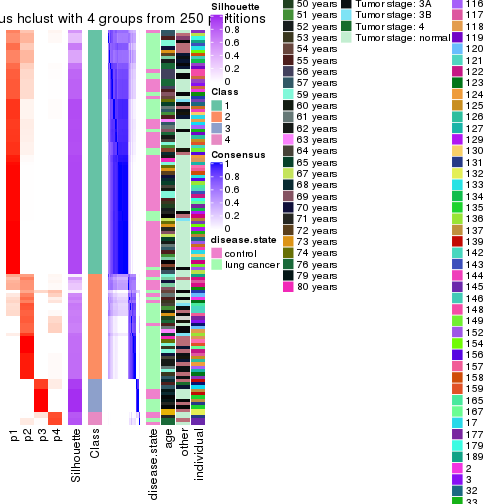 us hclust with 4 groups from 250 partitions
Silhouette
1
0.8
0.6
0.4
0.2
0
Class
1
2
3
4
Consensus
1
0.8
0.6
0.4
0.2
0
disease.state
control
lung cancer
p1
p2
p3
p4
Silhouette
Class
disease.state
age
other
individual
50 years
51 years
52 years
53 years
54 years
55 years
56 years
57 years
59 years
60 years
61 years
62 years
63 years
64 years
65 years
67 years
68 years
69 years
70 years
71 years
72 years
73 years
74 years
76 years
79 years
80 years
Tumor stage: 3A
Tumor stage: 3B
Tumor stage: 4
Tumor stage: normal
116
117
118
119
120
121
122
123
124
125
126
127
129
130
131
132
133
134
135
136
137
139
142
143
144
145
146
148
149
152
154
156
157
158
159
165
167
17
177
179
189
2
3
32
33